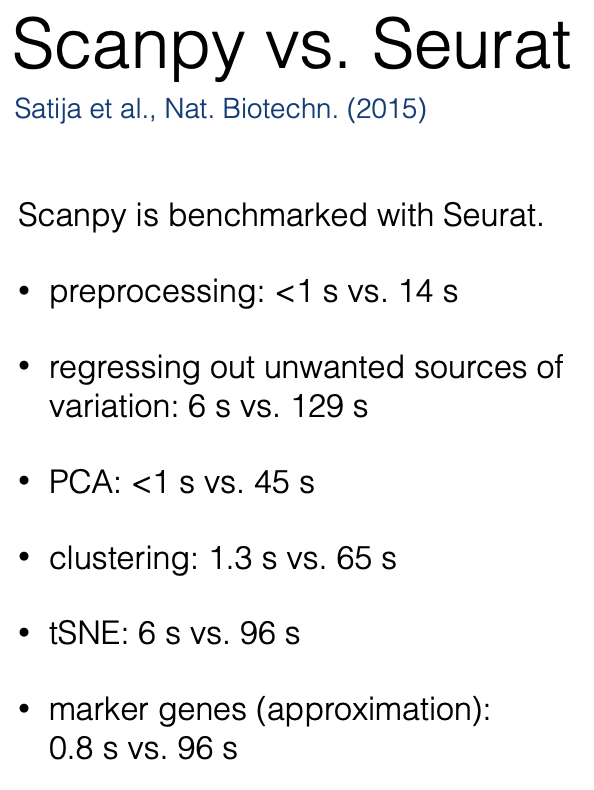 Scanpy vs. Seurat
Satija et al., Nat. Biotechn. (2015)
Scanpy is benchmarked with Seurat.
• preprocessing: <1 s vs. 14 s
• regressing out unwanted sources of
variation: 6 s vs. 129 s
• PCA: <1 s vs. 45 s
• clustering: 1.3 s vs. 65 s
• tSNE: 6 s vs. 96 s
• marker genes (approximation):
0.8 s vs. 96 s